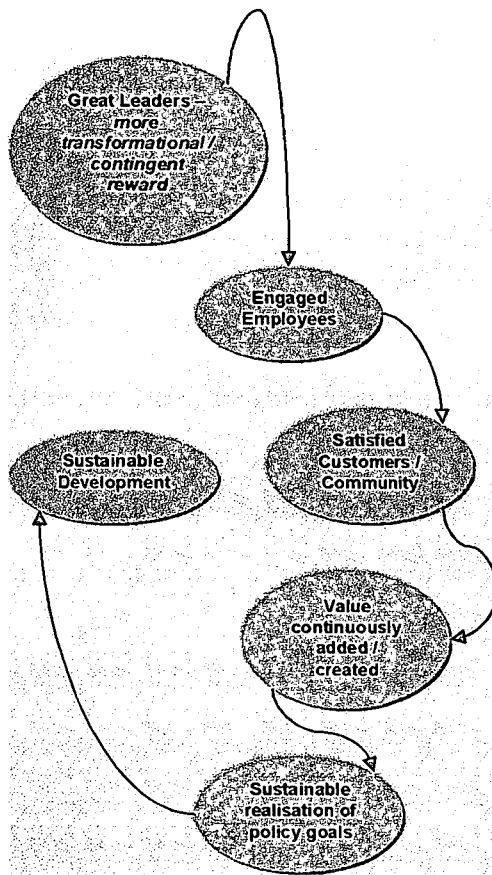 Great Leaders –
more
transformational /
contingent
reward
Engaged
Employees
Satisfied
Customers /
Community
Value
continuously
added /
created
Sustainable
realisation of
policy goals
Sustainable
Development